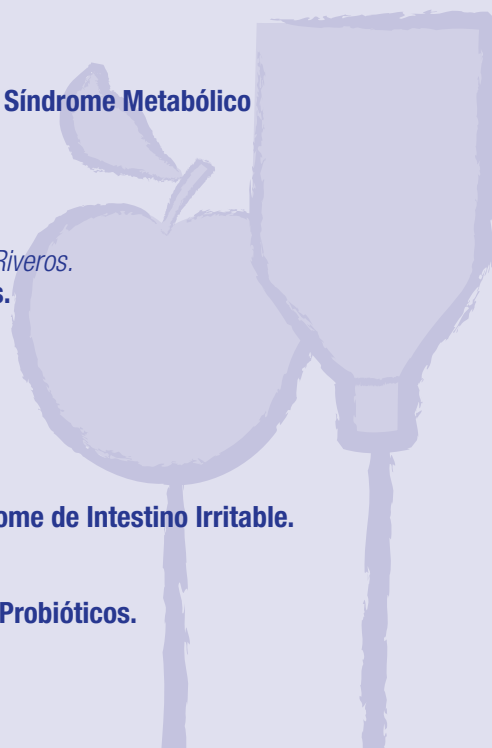 Síndrome Metabólico
Riveros.
s.
ome de Intestino Irritable.
Probióticos.